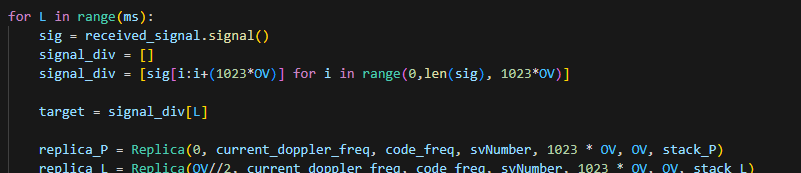 for L in range(ms):
sig = received_signal.signal()
signal_div = []
signal_div = [sig[i:i+(1023*OV)] for i in range(0,len(sig), 1023*OV)]
target = signal_div[L]
replica_P = Replica(0, current_doppler_freq, code_freq, svNumber, 1023 * OV, OV, stack_P)
replica_L = Replica(OV//2, current_doppler_freq, code_freq, svNumber, 1023 * OV, OV, stack_L)